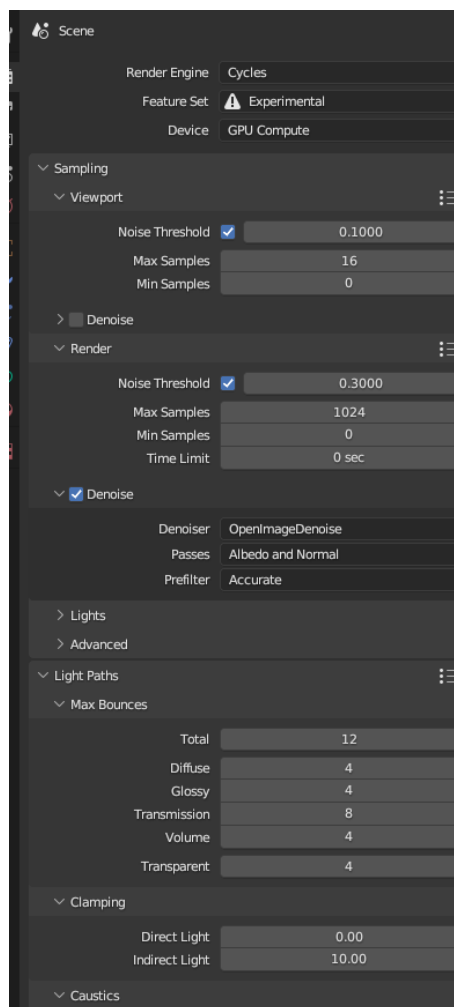 Scene
Render Engine Cycles
Feature Set Experimental
Device GPU Compute
Sampling
Viewport
Noise Threshold 0.1000
Max Samples 16
Min Samples 0
Denoise
Render
Noise Threshold 0.3000
Max Samples 1024
Min Samples 0
Time Limit 0 sec
Denoise
Denoiser OpenImageDenoise
Passes Albedo and Normal
Prefilter Accurate
Lights
Advanced
Light Paths
Max Bounces
Total 12
Diffuse 4
Glossy 4
Transmission 8
Volume 4
Transparent 4
Clamping
Direct Light 0.00
Indirect Light 10.00
Caustics